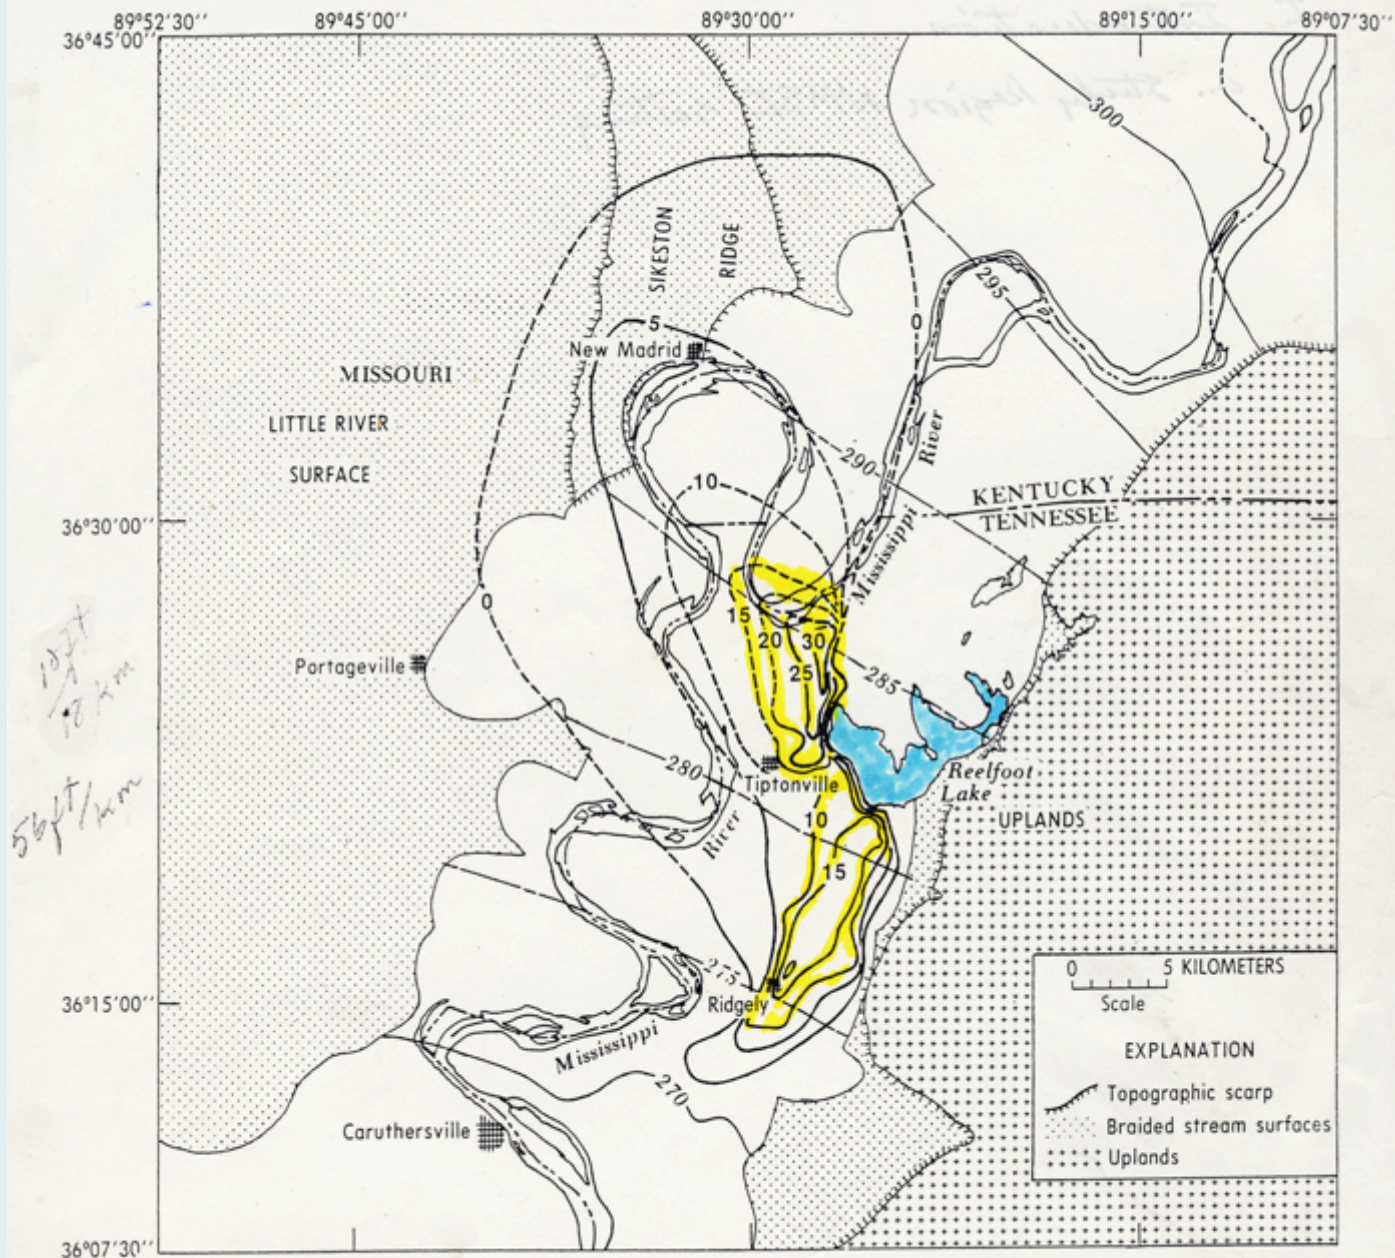 89°52'30'' 89°45'00'' 89°30'00'' 89°15'00'' 89°07'30''
36°45'00''
300
SIKESTON
RIDGE
295
0
5
New Madrid
MISSOURI
LITTLE RIVER
SURFACE
River
290
10
KENTUCKY
TENNESSEE
36°30'00''
Mississippi
0
15
20 30
25
Portageville
285
280
Tiptonville
Reelfoot
Lake
10
UPLANDS
River
15
275
Ridgely
36°15'00''
Mississippi
270
Caruthersville
0 5 KILOMETERS
Scale
EXPLANATION
Topographic scarp
Braided stream surfaces
Uplands
36°07'30''
56ft/km